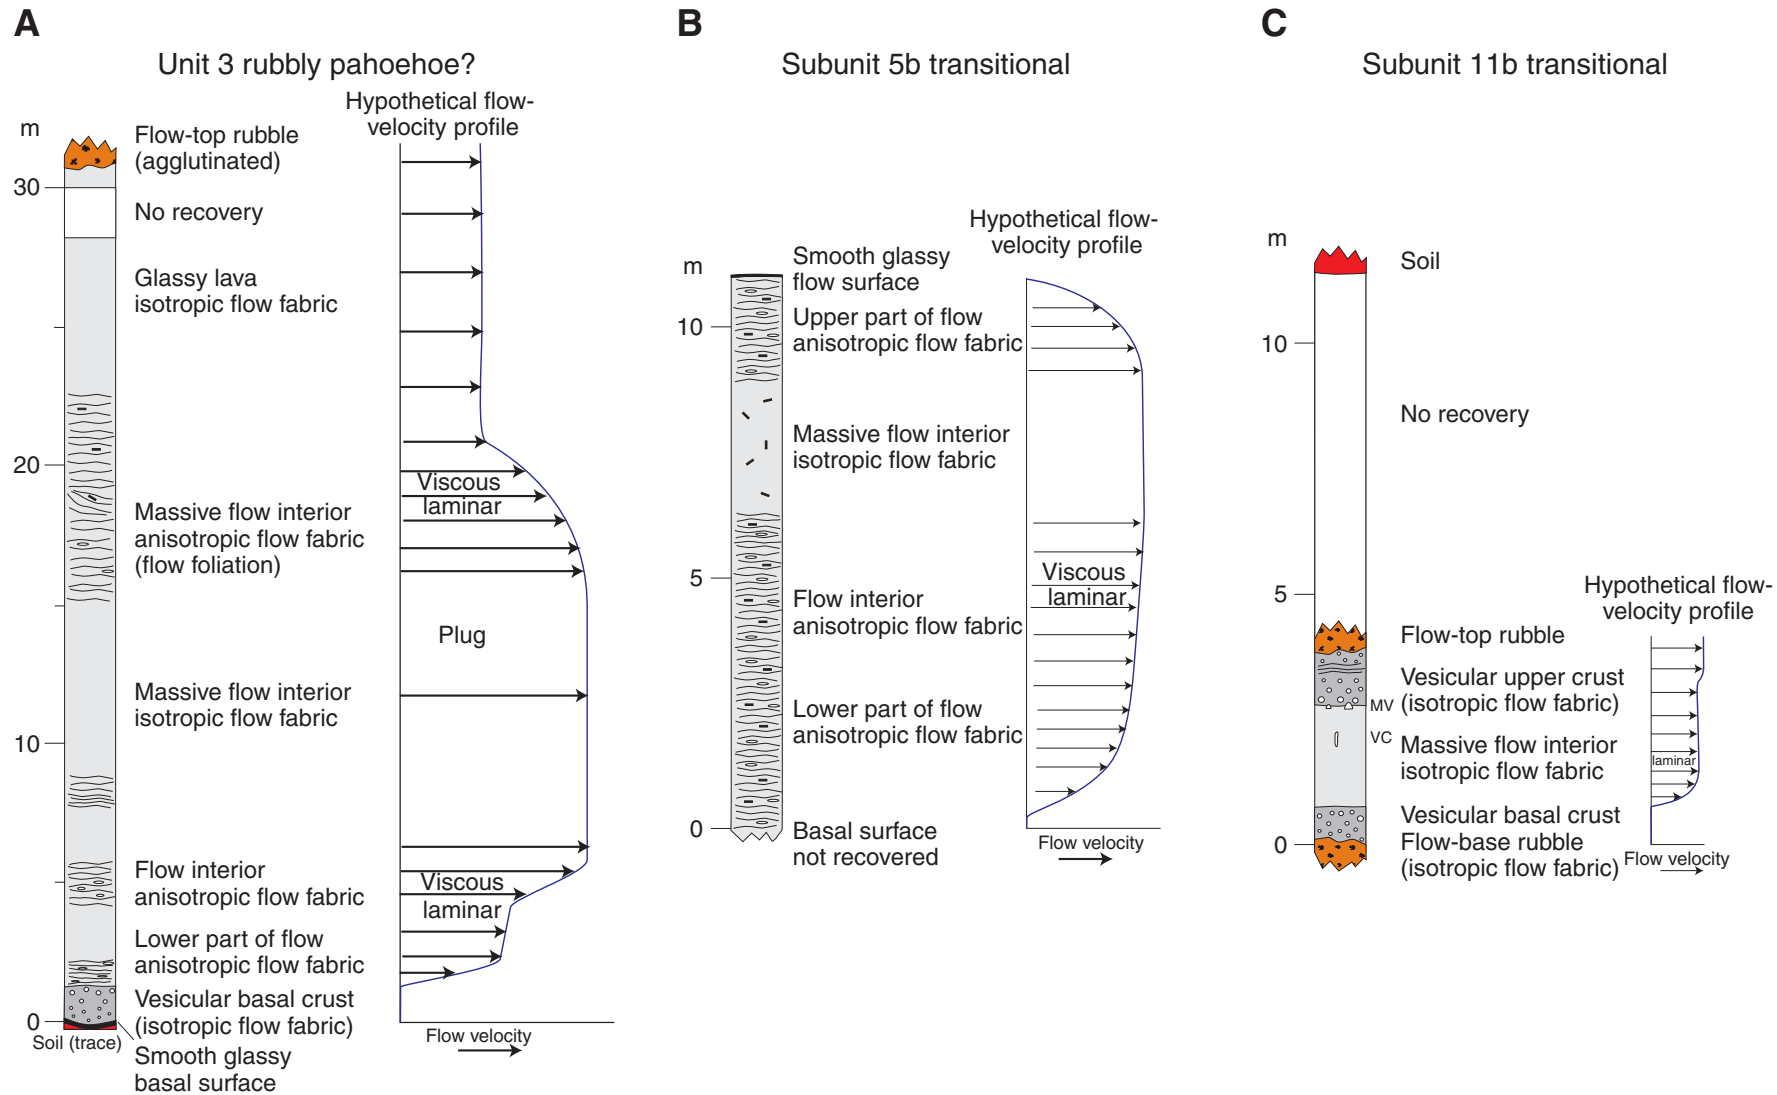 A
Unit 3 rubbly pahoehoe?
Hypothetical flow-
velocity profile
m
Flow-top rubble
(agglutinated)
30
No recovery
Glassy lava
isotropic flow fabric
20
Viscous
laminar
Massive flow interior
anisotropic flow fabric
(flow foliation)
Plug
Massive flow interior
isotropic flow fabric
10
Flow interior
anisotropic flow fabric
Viscous
laminar
Lower part of flow
anisotropic flow fabric
Vesicular basal crust
(isotropic flow fabric)
0
Soil (trace)
Smooth glassy
basal surface
Flow velocity
B
Subunit 5b transitional
Hypothetical flow-
velocity profile
m
Smooth glassy
flow surface
10
Upper part of flow
anisotropic flow fabric
Massive flow interior
isotropic flow fabric
5
Viscous
laminar
Flow interior
anisotropic flow fabric
Lower part of flow
anisotropic flow fabric
0
Basal surface
not recovered
Flow velocity
C
Subunit 11b transitional
m
Soil
10
No recovery
5
Hypothetical flow-
velocity profile
Flow-top rubble
Vesicular upper crust
(isotropic flow fabric)
MV
VC
Massive flow interior
isotropic flow fabric
laminar
Vesicular basal crust
Flow-base rubble
(isotropic flow fabric)
0
Flow velocity